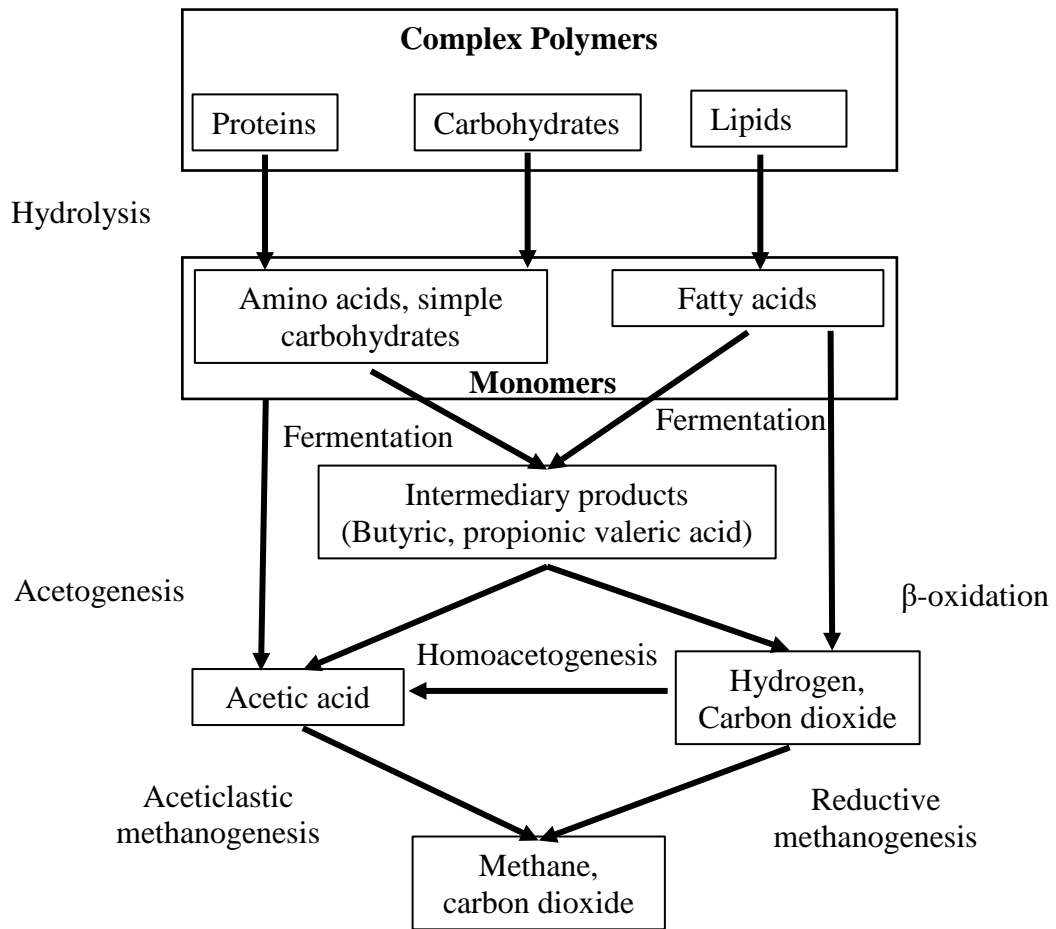 Complex Polymers
Proteins
Carbohydrates
Lipids
Hydrolysis
Amino acids, simple
carbohydrates
Fatty acids
Monomers
Fermentation
Fermentation
Intermediary products
(Butyric, propionic valeric acid)
Acetogenesis
β-oxidation
Homoacetogenesis
Acetic acid
Hydrogen,
Carbon dioxide
Aceticlastic
methanogenesis
Reductive
methanogenesis
Methane,
carbon dioxide